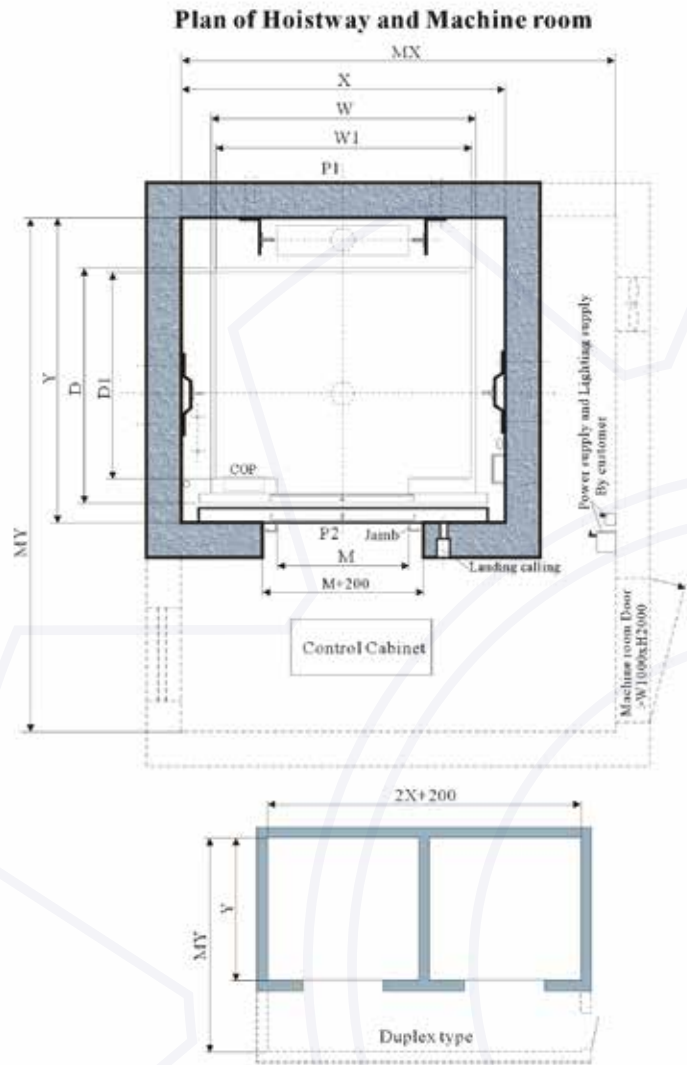 Plan of Hoistway and Machine room
MX
X
W
W1
P1
Y
D
D1
MY
COP
P2
Jamb
M
Landing calling
M+200
Power supply and Lighting supply
By customer
Control Cabinet
Machine room Door
>W1000xH2000
2X+200
Y
MY
Duplex type